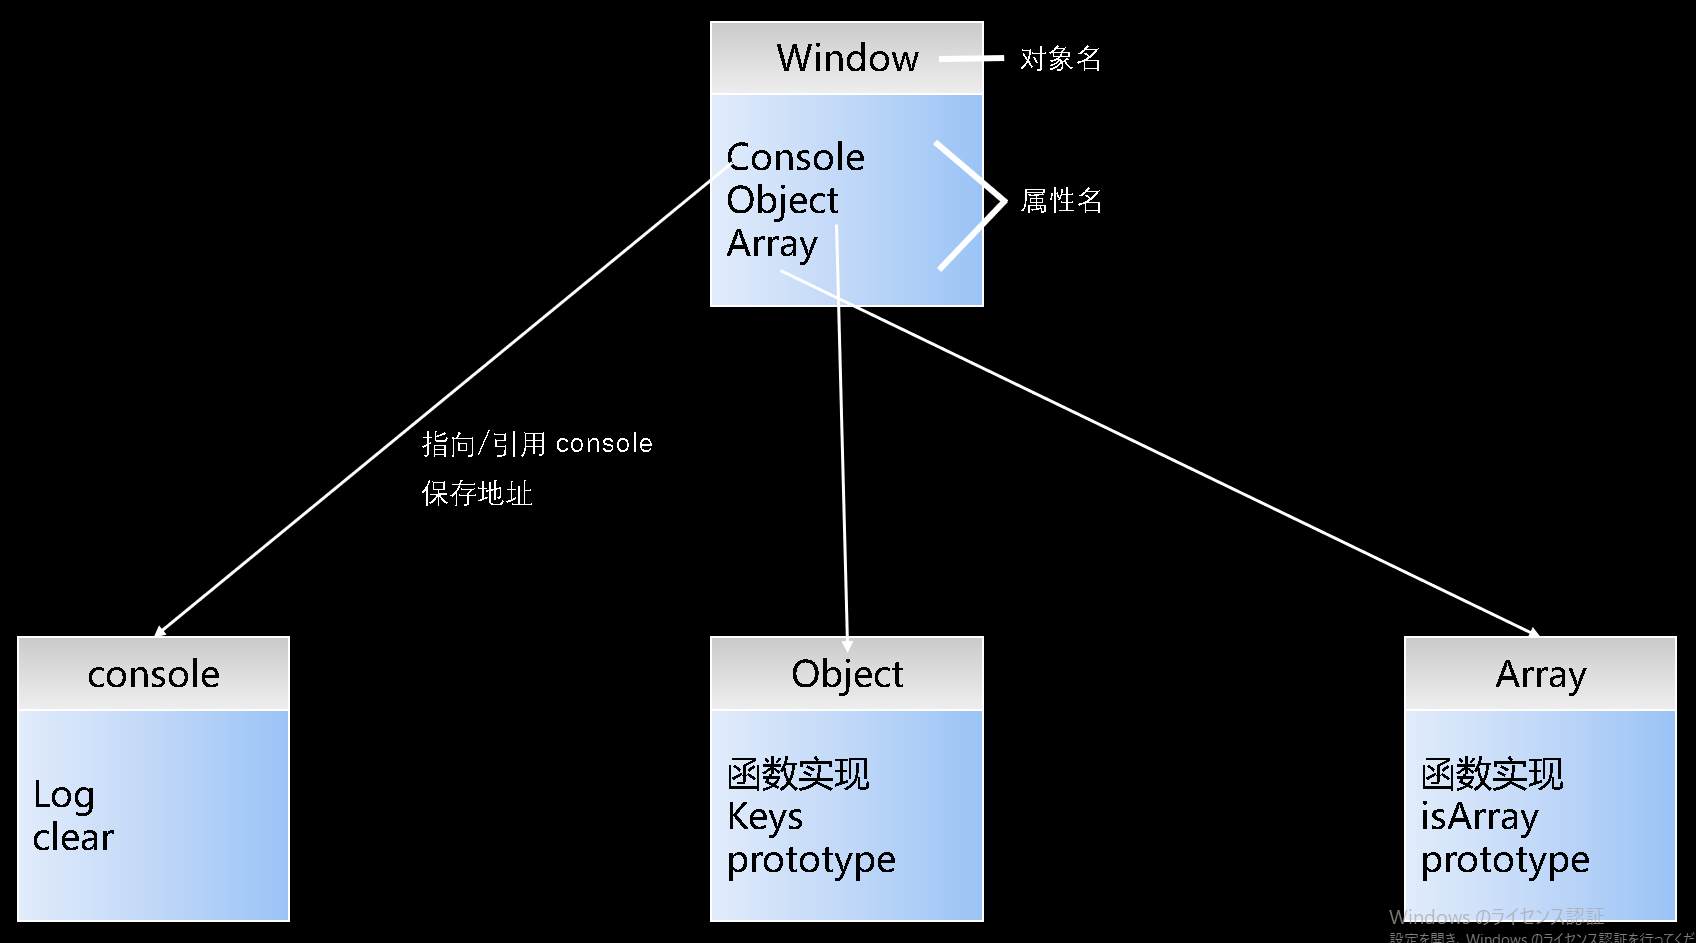 Window
对象名
Console
Object
Array
属性名
指向/引用 console
保存地址
console
Log
clear
Object
函数实现
Keys
prototype
Array
函数实现
isArray
prototype
Windows のライセンス認証
設定を開き、Windows のライセンス認証を行ってくだ